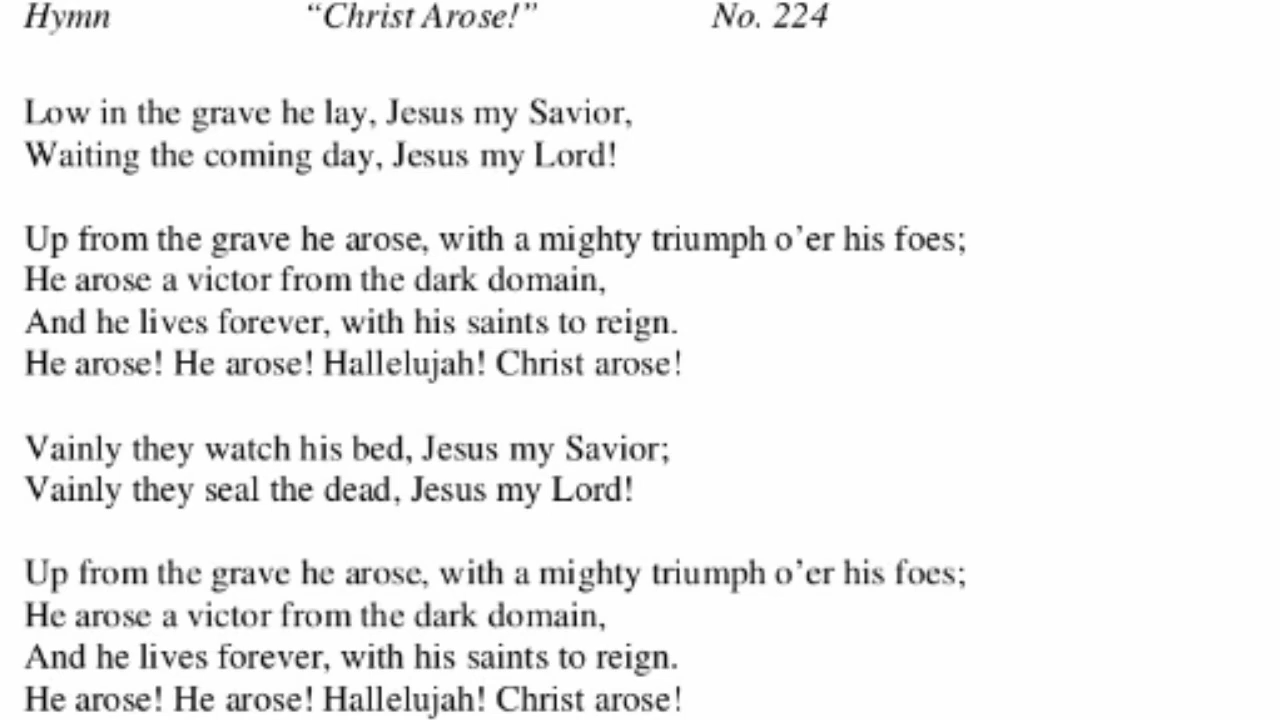 Hymn “Christ Arose!” No. 224
Low in the grave he lay, Jesus my Savior,
Waiting the coming day, Jesus my Lord!
Up from the grave he arose, with a mighty triumph o’er his foes;
He arose a victor from the dark domain,
And he lives forever, with his saints to reign.
He arose! He arose! Hallelujah! Christ arose!
Vainly they watch his bed, Jesus my Savior;
Vainly they seal the dead, Jesus my Lord!
Up from the grave he arose, with a mighty triumph o’er his foes;
He arose a victor from the dark domain,
And he lives forever, with his saints to reign.
He arose! He arose! Hallelujah! Christ arose!